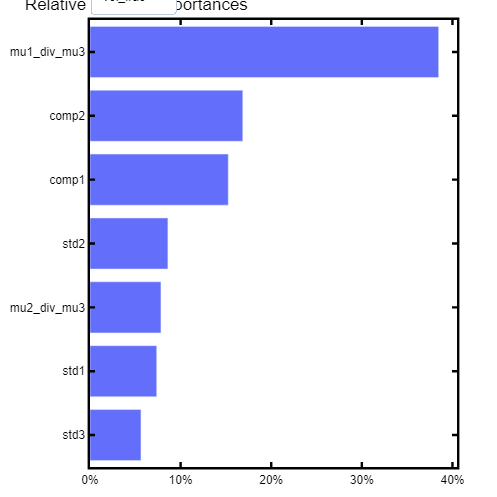 Relative portances
mu1_div_mu3
comp2
comp1
std2
mu2_div_mu3
std1
std3
0% 10% 20% 30% 40%